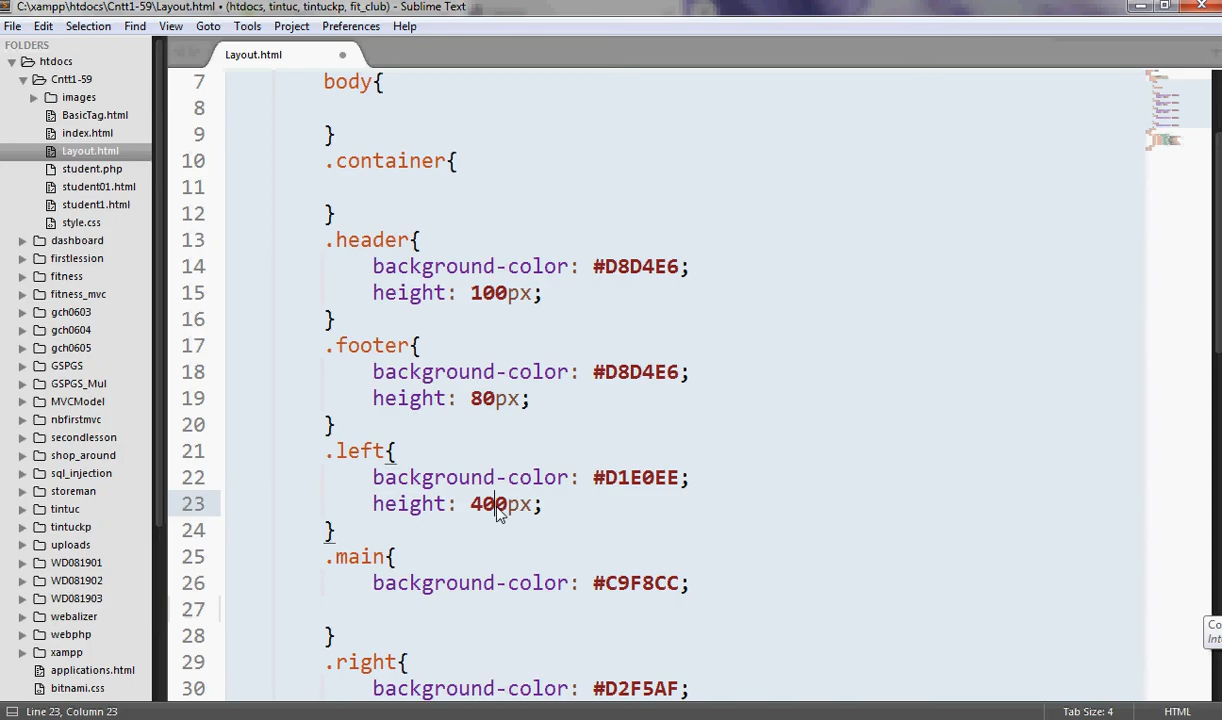 C:\xampp\htdocs\Cntt1-59\Layout.html • (htdocs, tintuc, tintuckp, fit_club) - Sublime Text
File Edit Selection Find View Goto Tools Project Preferences Help
FOLDERS
htdocs
Cntt1-59
images
BasicTag.html
index.html
Layout.html
student.php
student01.html
student1.html
style.css
dashboard
firstlession
fitness
fitness_mvc
gch0603
gch0604
gch0605
GSPGS
GSPGS_Mul
MVCModel
nbfirstmvc
secondlesson
shop_around
sql_injection
storeman
tintuc
tintuckp
uploads
WD081901
WD081902
WD081903
webalizer
webphp
xampp
applications.html
bitnami.css
Layout.html
7 body{
8
9 }
10 .container{
11
12 }
13 .header{
14 background-color: #D8D4E6;
15 height: 100px;
16 }
17 .footer{
18 background-color: #D8D4E6;
19 height: 80px;
20 }
21 .left{
22 background-color: #D1E0EE;
23 height: 400px;
24 }
25 .main{
26 background-color: #C9F8CC;
27
28 }
29 .right{
30 background-color: #D2F5AF;
Co
Int
Line 23, Column 23
Tab Size: 4
HTML